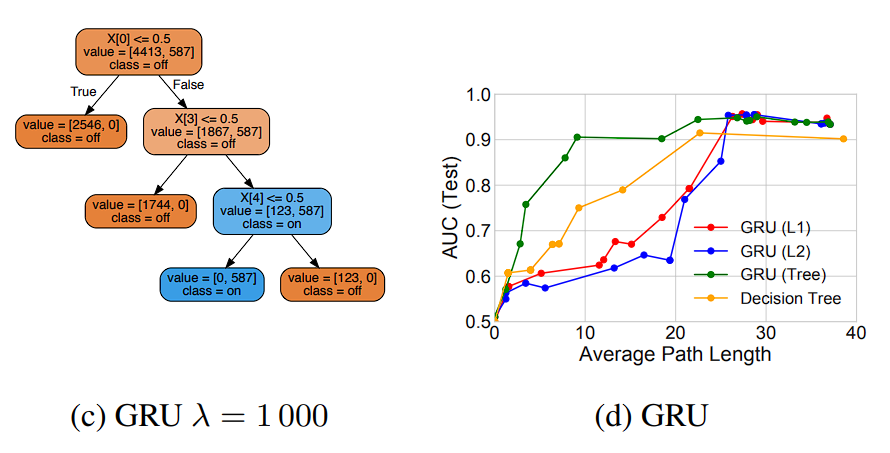 X[0] <= 0.5
value = [4413, 587]
class = off
True
False
value = [2546, 0]
class = off
X[3] <= 0.5
value = [1867, 587]
class = off
value = [1744, 0]
class = off
X[4] <= 0.5
value = [123, 587]
class = on
value = [0, 587]
class = on
value = [123, 0]
class = off
(c) GRU λ = 1 000
1.0
0.9
0.8
0.7
0.6
0.5
AUC (Test)
0
10
20
30
40
Average Path Length
GRU (L1)
GRU (L2)
GRU (Tree)
Decision Tree
(d) GRU